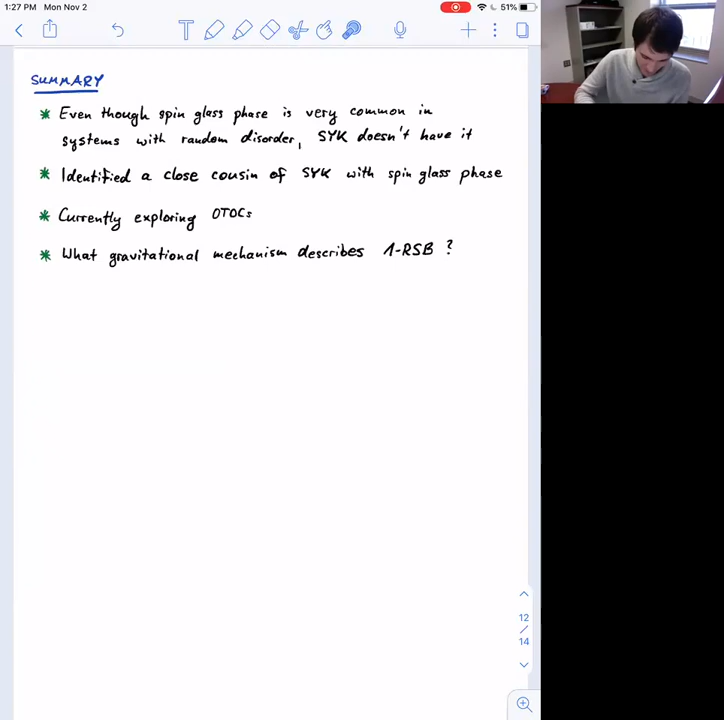 1:27 PM Mon Nov 2
51%
SUMMARY
* Even though spin glass phase is very common in
systems with random disorder, SYK doesn't have it
* Identified a close cousin of SYK with spin glass phase
* Currently exploring OTOCs
* What gravitational mechanism describes 1-RSB ?
12
/
14